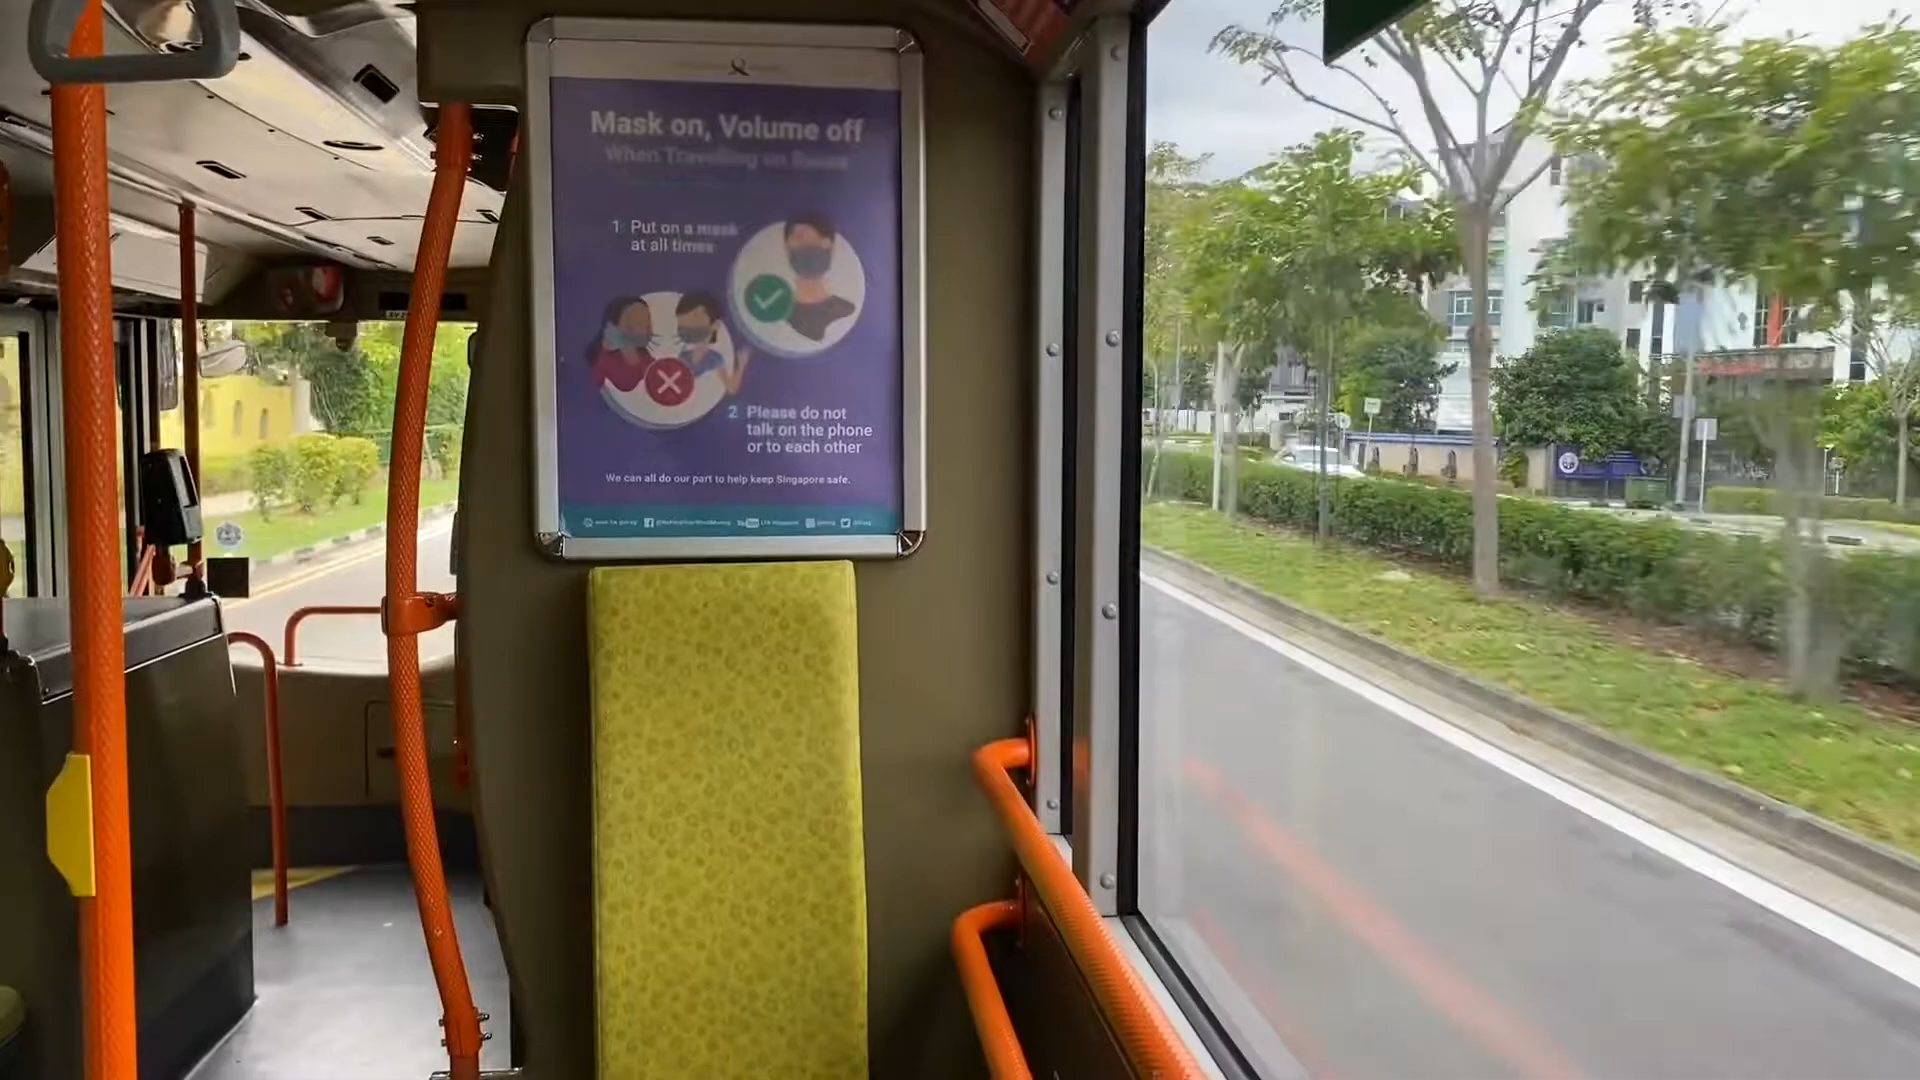 Mask on, Volume off
When Travelling on Buses
1 Put on a mask
at all times
2 Please do not
talk on the phone
or to each other
We can all do our part to help keep Singapore safe.